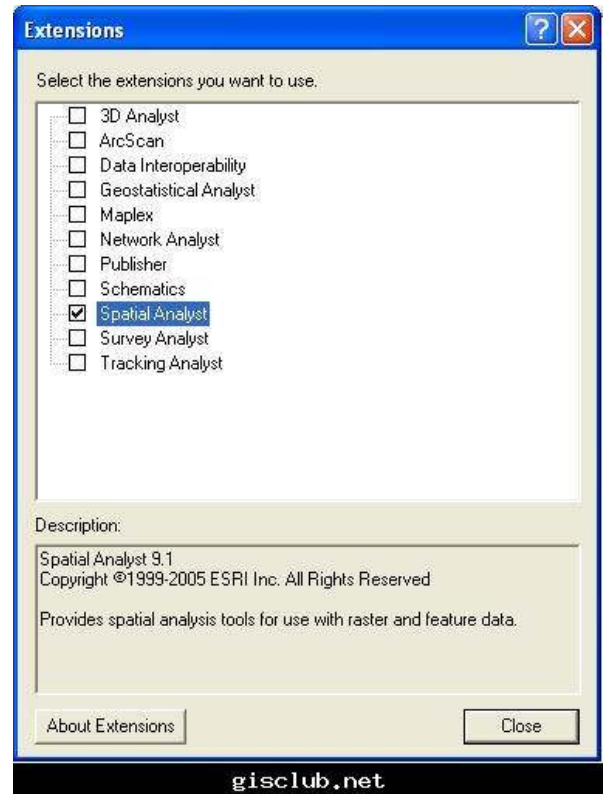 Extensions
Select the extensions you want to use.
3D Analyst
ArcScan
Data Interoperability
Geostatistical Analyst
Maplex
Network Analyst
Publisher
Schematics
Spatial Analyst
Survey Analyst
Tracking Analyst
Description:
Spatial Analyst 9.1
Copyright ©1999-2005 ESRI Inc. All Rights Reserved
Provides spatial analysis tools for use with raster and feature data.
About Extensions
Close
gisclub.net